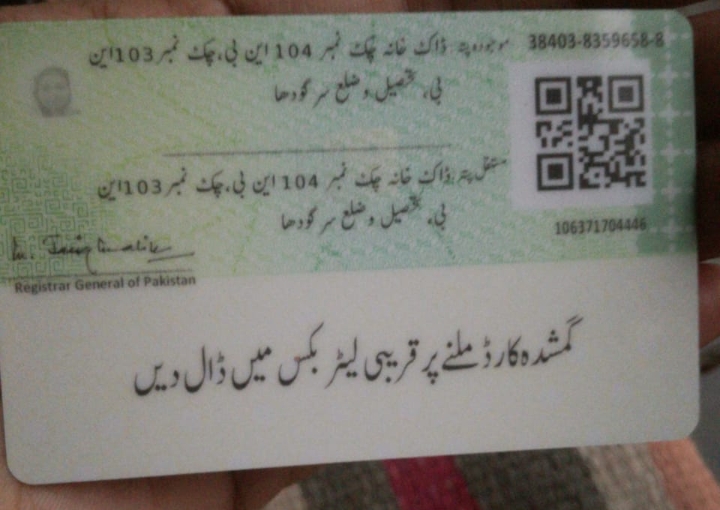 38403-8359658-8
موجودہ پتہ: ڈاک خانہ چک نمبر 104 این بی، چک نمبر 103 این
بی، تحصیل و ضلع سرگودھا
مستقل پتہ: ڈاک خانہ چک نمبر 104 این بی، چک نمبر 103 این
بی، تحصیل و ضلع سرگودھا
106371704446
Registrar General of Pakistan
گمشدہ کارڈ ملنے پر قریبی لیٹر بکس میں ڈال دیں